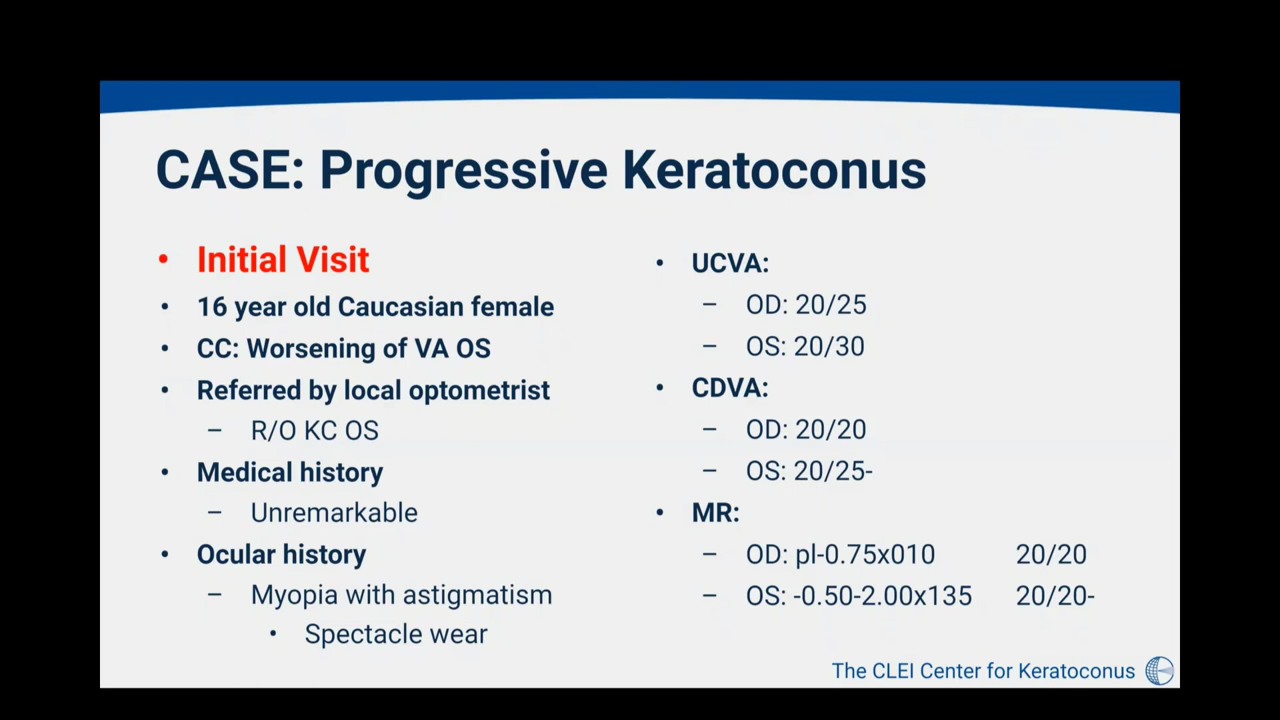 CASE: Progressive Keratoconus
• Initial Visit
• 16 year old Caucasian female
• CC: Worsening of VA OS
• Referred by local optometrist
– R/O KC OS
• Medical history
– Unremarkable
• Ocular history
– Myopia with astigmatism
• Spectacle wear
• UCVA:
– OD: 20/25
– OS: 20/30
• CDVA:
– OD: 20/20
– OS: 20/25-
• MR:
– OD: pl-0.75x010 20/20
– OS: -0.50-2.00x135 20/20-
The CLEI Center for Keratoconus